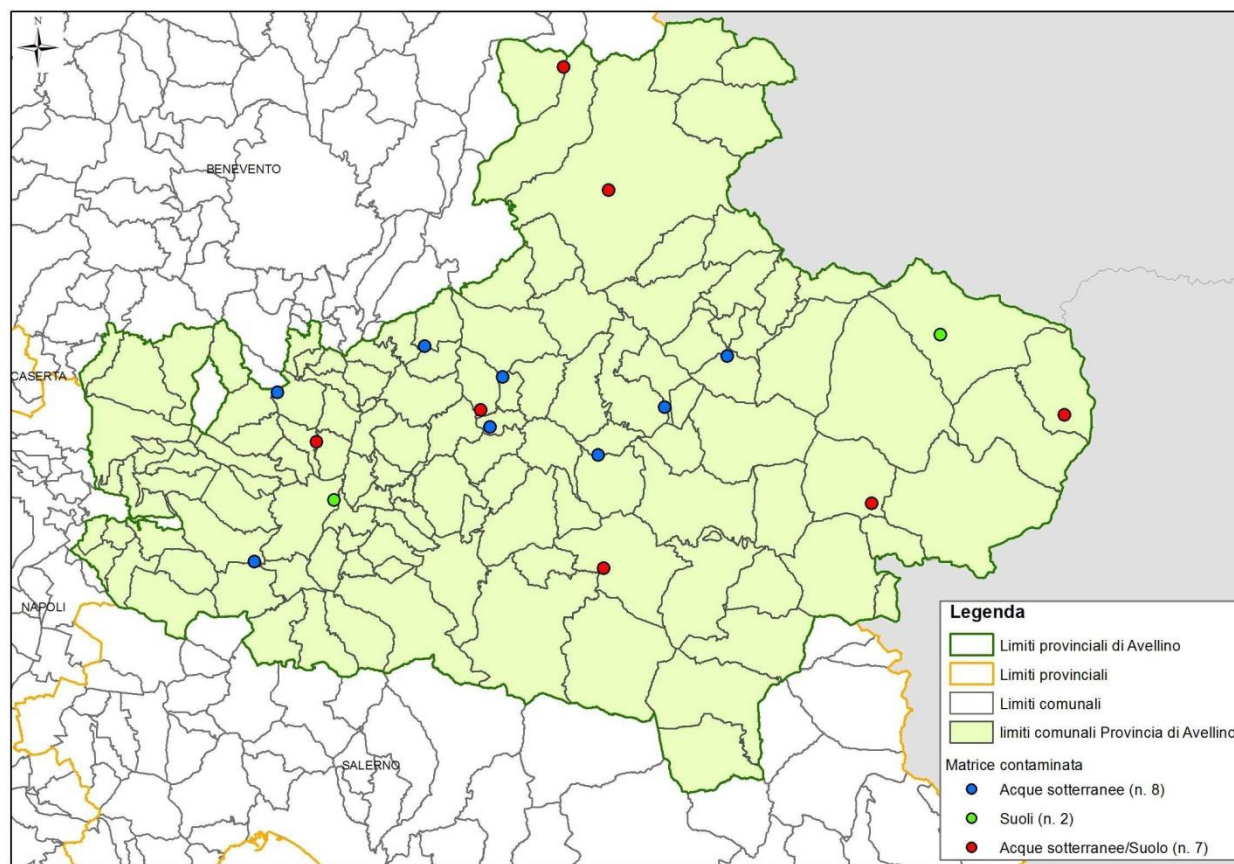 N
BENEVENTO
CASERTA
NAPOLI
SALERNO
Legenda
Limiti provinciali di Avellino
Limiti provinciali
Limiti comunali
limiti comunali Provincia di Avellino
Matrice contaminata
Acque sotterranee (n. 8)
Suoli (n. 2)
Acque sotterranee/Suolo (n. 7)